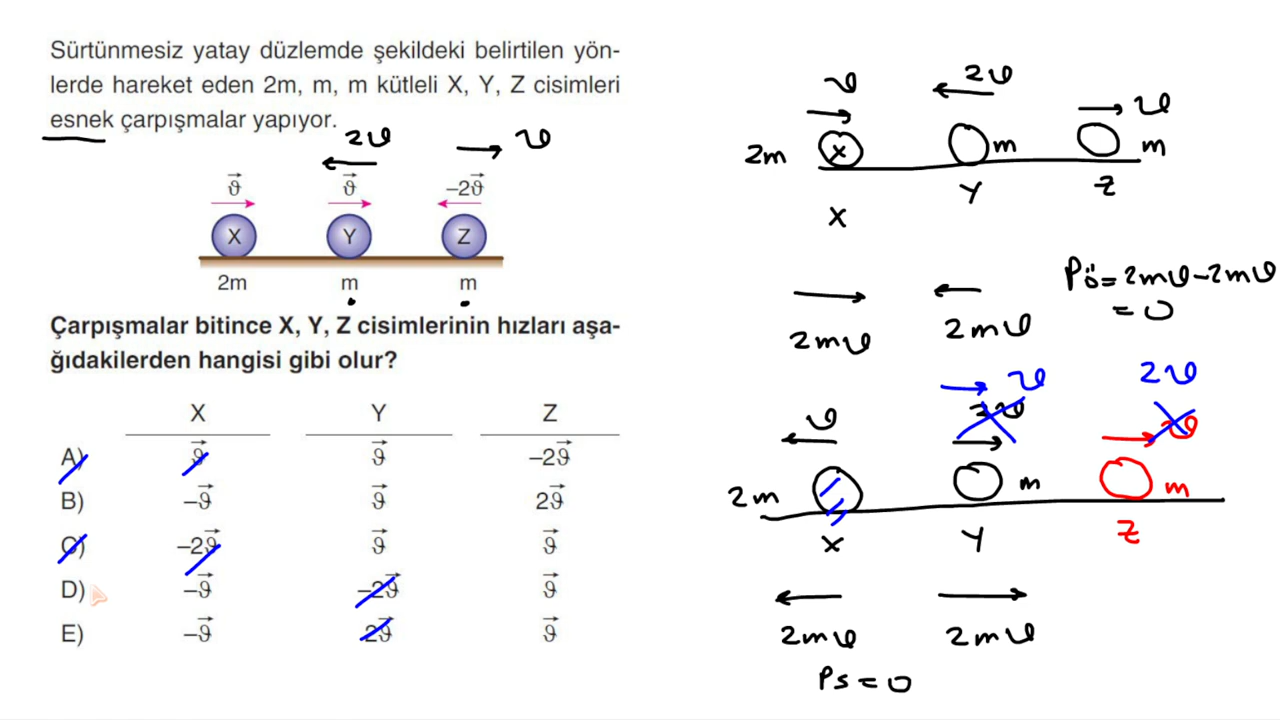 Sürtünmesiz yatay düzlemde şekildeki belirtilen yön-
lerde hareket eden 2m, m, m kütleli X, Y, Z cisimleri
esnek çarpışmalar yapıyor.
2ϑ ϑ
ϑ⃗ ϑ⃗ −2ϑ⃗
X Y Z
2m m m
Çarpışmalar bitince X, Y, Z cisimlerinin hızları aşa-
ğıdakilerden hangisi gibi olur?
X Y Z
A) ϑ⃗ ϑ⃗ −2ϑ⃗
B) −ϑ⃗ ϑ⃗ 2ϑ⃗
C) −2ϑ⃗ ϑ⃗ ϑ⃗
D) −ϑ⃗ −2ϑ⃗ ϑ⃗
E) −ϑ⃗ 2ϑ⃗ ϑ⃗
ϑ 2ϑ ϑ
2m X m m
X Y Z
Pö = 2mϑ − 2mϑ
= 0
2mϑ 2mϑ
ϑ 2ϑ
ϑ 2ϑ ϑ
2m m m
X Y Z
2mϑ 2mϑ
Ps = 0